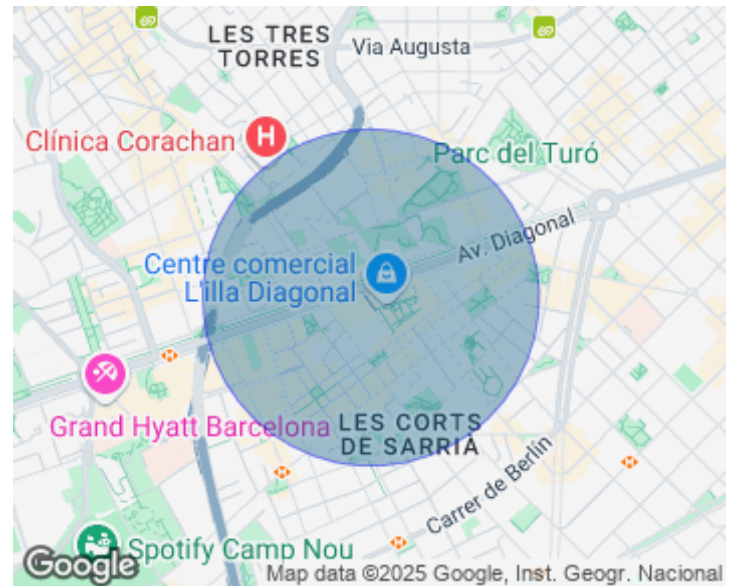 LES TRES
TORRES
Via Augusta
Clínica Corachan
H
Parc del Turó
Av. Diagonal
Centre comercial
L'illa Diagonal
Grand Hyatt Barcelona
LES CORTS
DE SARRIÀ
Carrer de Berlín
Spotify Camp Nou
Google
Map data ©2025 Google, Inst. Geogr. Nacional